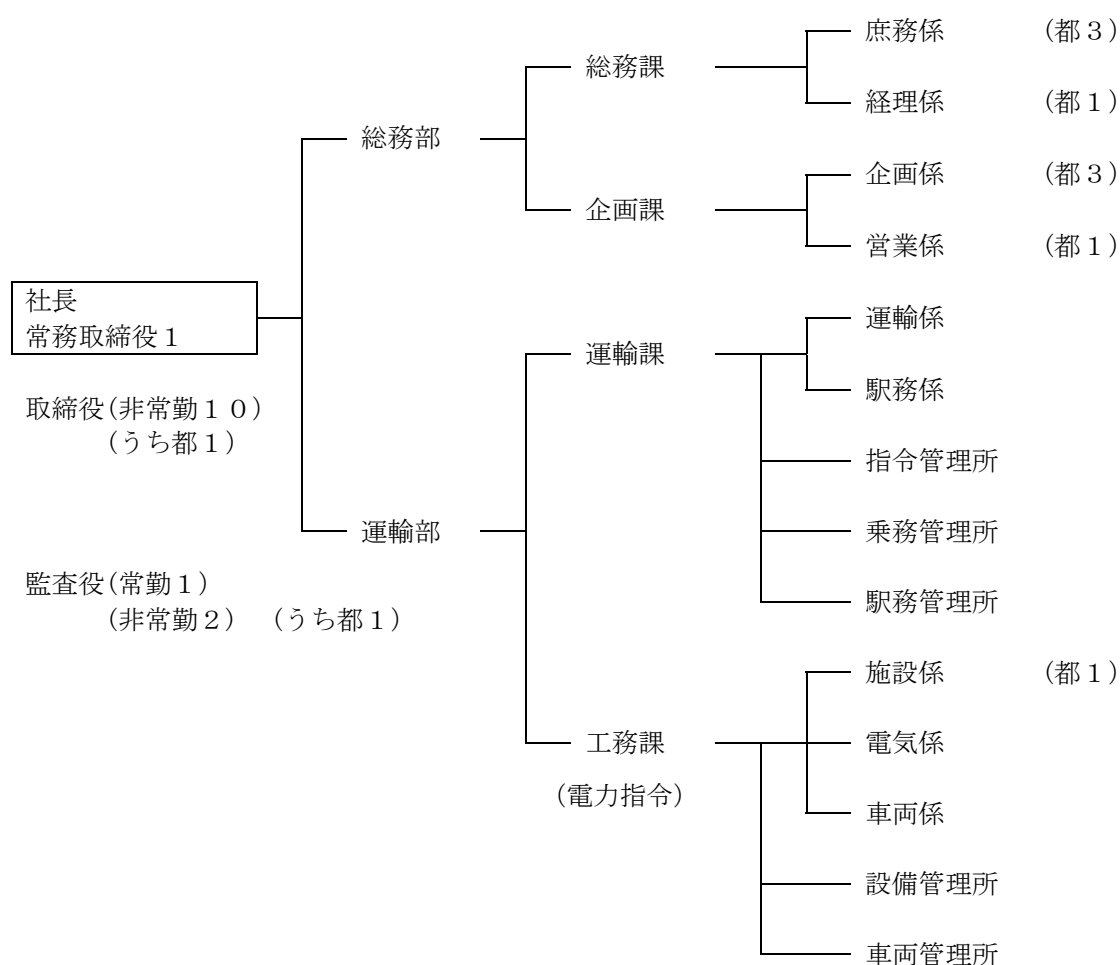 庶務係 (都3)
総務課
経理係 (都1)
総務部
企画係 (都3)
企画課
営業係 (都1)
社長
常務取締役1
運輸係
運輸課
駅務係
取締役(非常勤10)
(うち都1)
指令管理所
運輸部
乗務管理所
監査役(常勤1)
(非常勤2) (うち都1)
駅務管理所
施設係 (都1)
工務課
電気係
(電力指令)
車両係
設備管理所
車両管理所